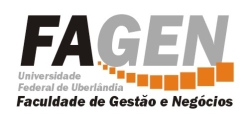 FAGEN
Universidade
Federal de Uberlândia
Faculdade de Gestão e Negócios